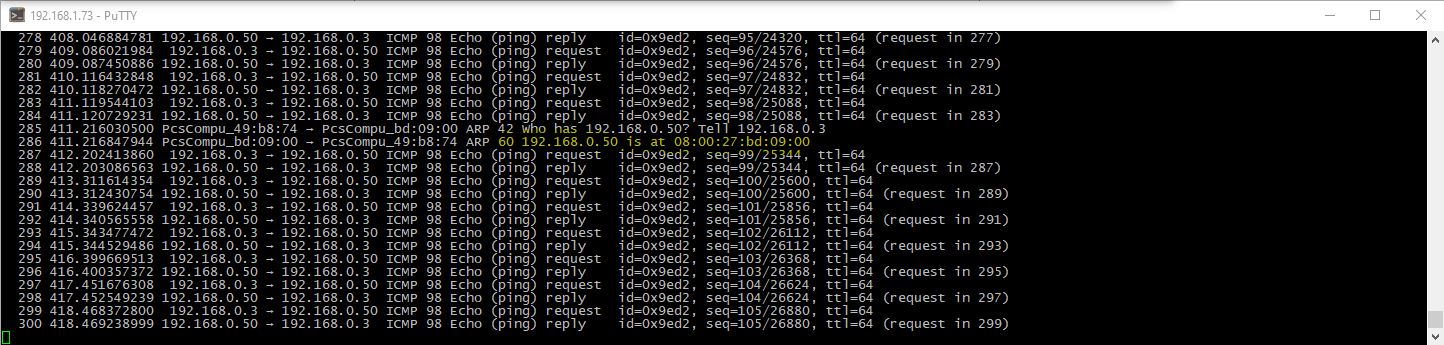 192.168.1.73 - PuTTY
278 408.046884781 192.168.0.50 → 192.168.0.3 ICMP 98 Echo (ping) reply id=0x9ed2, seq=95/24320, ttl=64 (request in 277)
279 409.086021984 192.168.0.3 → 192.168.0.50 ICMP 98 Echo (ping) request id=0x9ed2, seq=96/24576, ttl=64
280 409.087450886 192.168.0.50 → 192.168.0.3 ICMP 98 Echo (ping) reply id=0x9ed2, seq=96/24576, ttl=64 (request in 279)
281 410.116432848 192.168.0.3 → 192.168.0.50 ICMP 98 Echo (ping) request id=0x9ed2, seq=97/24832, ttl=64
282 410.118270472 192.168.0.50 → 192.168.0.3 ICMP 98 Echo (ping) reply id=0x9ed2, seq=97/24832, ttl=64 (request in 281)
283 411.119544103 192.168.0.3 → 192.168.0.50 ICMP 98 Echo (ping) request id=0x9ed2, seq=98/25088, ttl=64
284 411.120729231 192.168.0.50 → 192.168.0.3 ICMP 98 Echo (ping) reply id=0x9ed2, seq=98/25088, ttl=64 (request in 283)
285 411.216030500 PcsCompu_49:b8:74 → PcsCompu_bd:09:00 ARP 42 Who has 192.168.0.50? Tell 192.168.0.3
286 411.216847944 PcsCompu_bd:09:00 → PcsCompu_49:b8:74 ARP 60 192.168.0.50 is at 08:00:27:bd:09:00
287 412.202413860 192.168.0.3 → 192.168.0.50 ICMP 98 Echo (ping) request id=0x9ed2, seq=99/25344, ttl=64
288 412.203086563 192.168.0.50 → 192.168.0.3 ICMP 98 Echo (ping) reply id=0x9ed2, seq=99/25344, ttl=64 (request in 287)
289 413.311614354 192.168.0.3 → 192.168.0.50 ICMP 98 Echo (ping) request id=0x9ed2, seq=100/25600, ttl=64
290 413.312430754 192.168.0.50 → 192.168.0.3 ICMP 98 Echo (ping) reply id=0x9ed2, seq=100/25600, ttl=64 (request in 289)
291 414.339624457 192.168.0.3 → 192.168.0.50 ICMP 98 Echo (ping) request id=0x9ed2, seq=101/25856, ttl=64
292 414.340565558 192.168.0.50 → 192.168.0.3 ICMP 98 Echo (ping) reply id=0x9ed2, seq=101/25856, ttl=64 (request in 291)
293 415.343477472 192.168.0.3 → 192.168.0.50 ICMP 98 Echo (ping) request id=0x9ed2, seq=102/26112, ttl=64
294 415.344529486 192.168.0.50 → 192.168.0.3 ICMP 98 Echo (ping) reply id=0x9ed2, seq=102/26112, ttl=64 (request in 293)
295 416.399669513 192.168.0.3 → 192.168.0.50 ICMP 98 Echo (ping) request id=0x9ed2, seq=103/26368, ttl=64
296 416.400357372 192.168.0.50 → 192.168.0.3 ICMP 98 Echo (ping) reply id=0x9ed2, seq=103/26368, ttl=64 (request in 295)
297 417.451676308 192.168.0.3 → 192.168.0.50 ICMP 98 Echo (ping) request id=0x9ed2, seq=104/26624, ttl=64
298 417.452549239 192.168.0.50 → 192.168.0.3 ICMP 98 Echo (ping) reply id=0x9ed2, seq=104/26624, ttl=64 (request in 297)
299 418.468372800 192.168.0.3 → 192.168.0.50 ICMP 98 Echo (ping) request id=0x9ed2, seq=105/26880, ttl=64
300 418.469238999 192.168.0.50 → 192.168.0.3 ICMP 98 Echo (ping) reply id=0x9ed2, seq=105/26880, ttl=64 (request in 299)